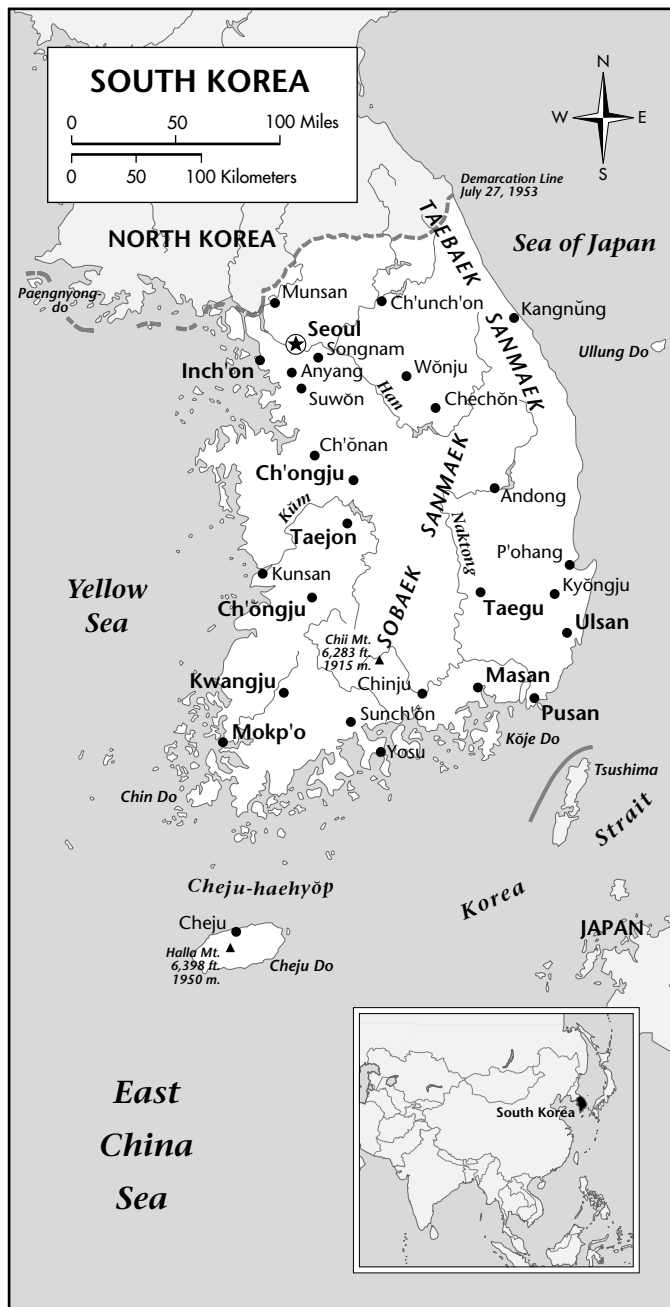 SOUTH KOREA
0 50 100 Miles
0 50 100 Kilometers
N
W E
S
Demarcation Line
July 27, 1953
NORTH KOREA
TAEBAEK SANMAEK
Sea of Japan
Paengnyong-
do
Munsan
Ch'unch'on
Kangnŭng
Seoul
Ullung Do
Songnam
Inch'on
Anyang
Wŏnju
Han
Suwŏn
Chechŏn
Ch'ŏnan
Ch'ongju
SOBAEK SANMAEK
Andong
Kŭm
Taejon
Naktong
P'ohang
Yellow
Sea
Kunsan
Kyŏngju
Ch'ŏngju
Taegu
Ulsan
Chii Mt.
6,283 ft.
1915 m.
Kwangju
Chinju
Masan
Pusan
Sunch'ŏn
Mokp'o
Kŏje Do
Yosu
Tsushima
Chin Do
Korea Strait
Cheju-haehyŏp
Cheju
JAPAN
Halla Mt.
6,398 ft.
1950 m.
Cheju Do
East
China
Sea
South Korea